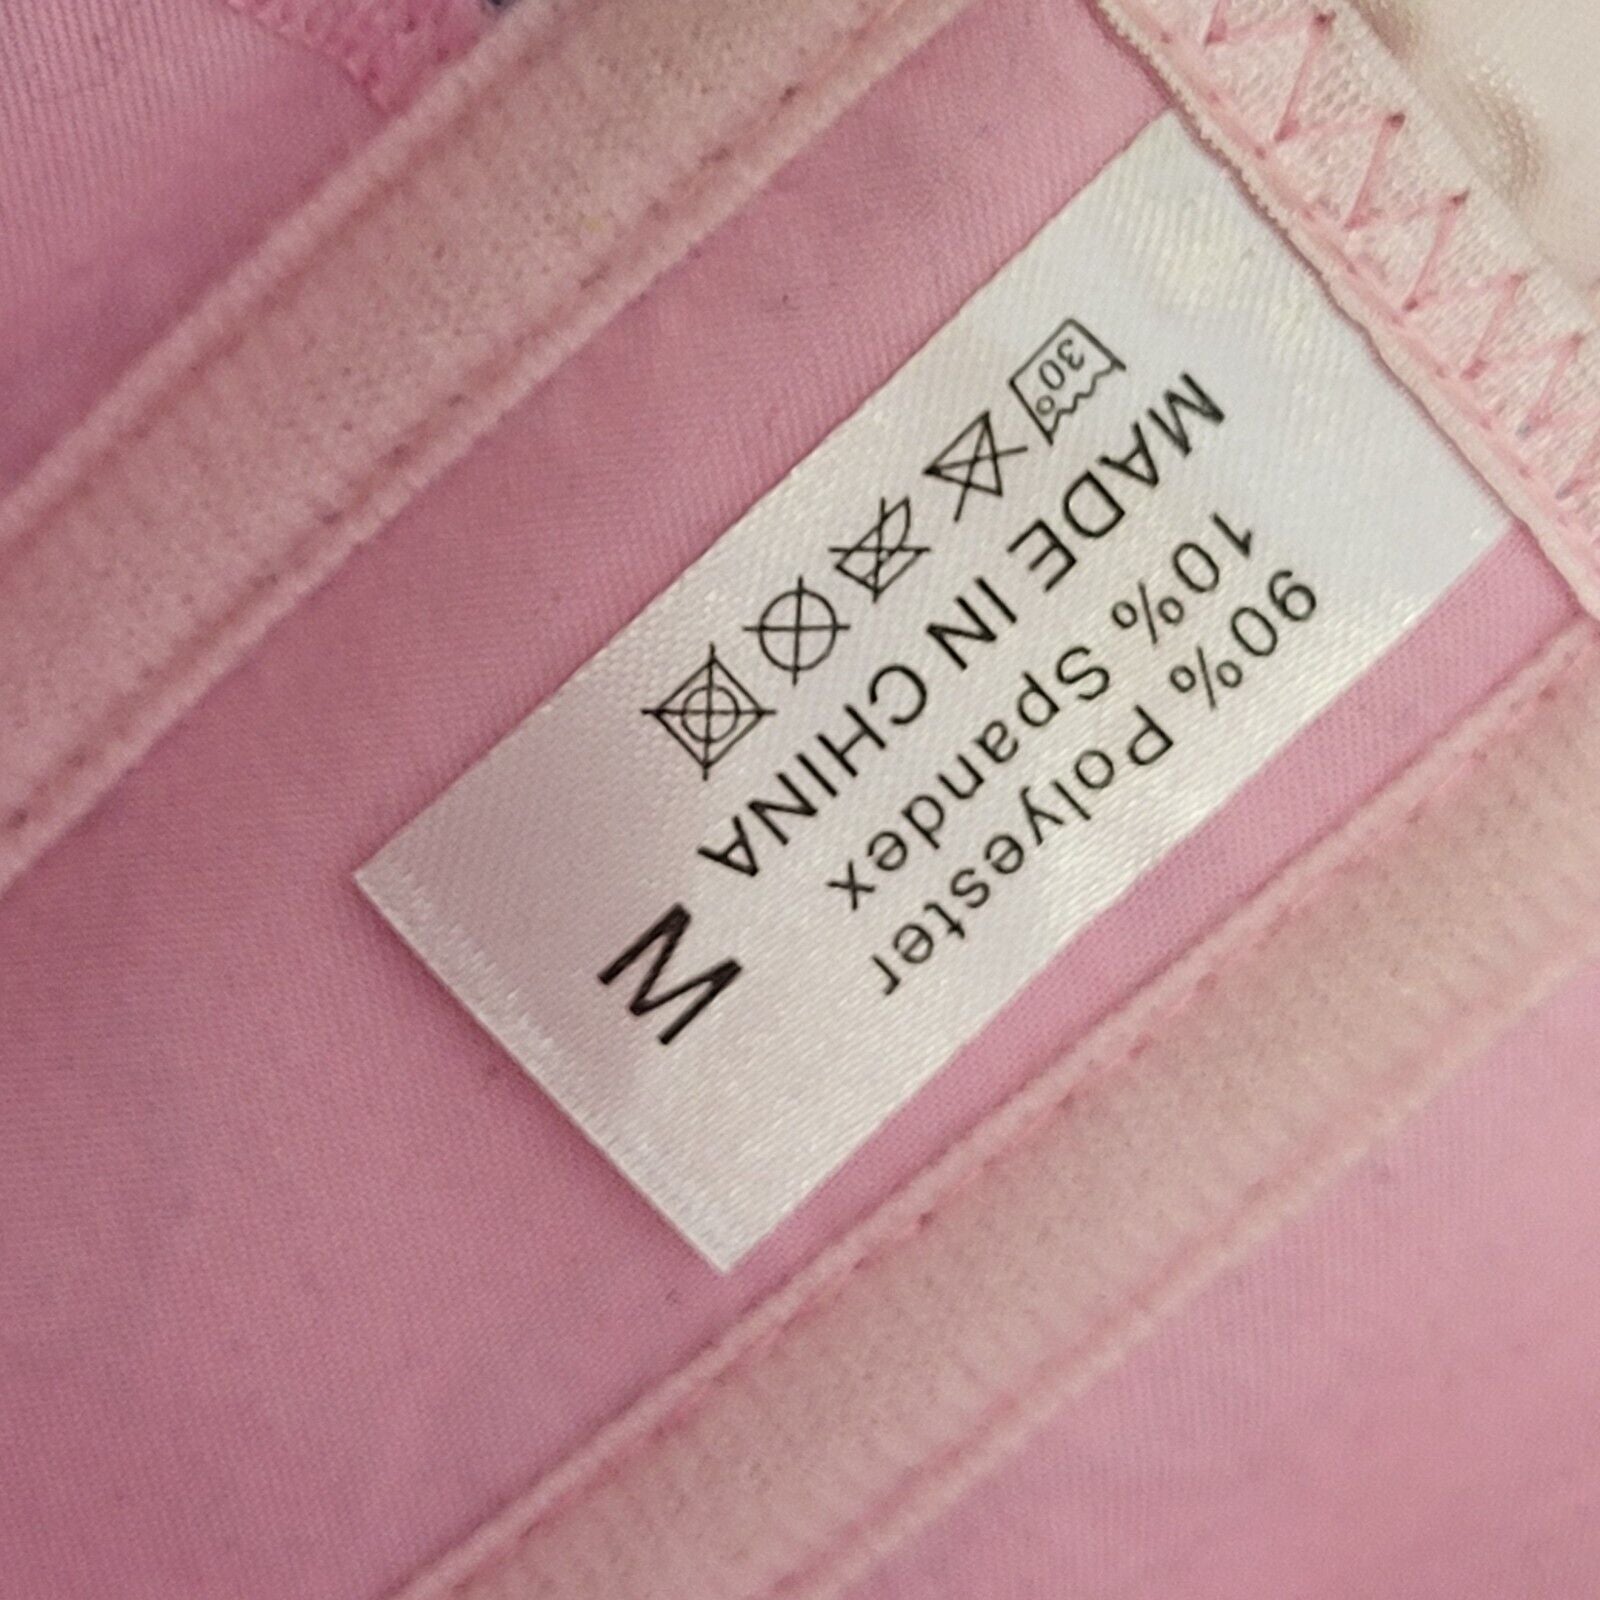 90% Polyester
10% Spandex
MADE IN CHINA
M
30°